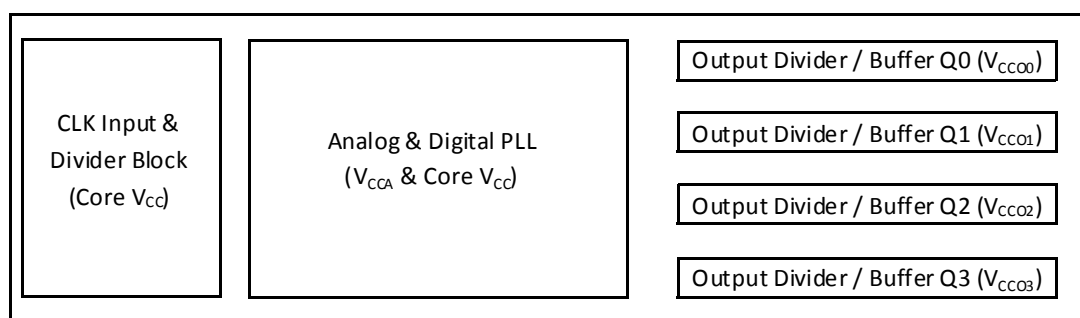 CLK Input &
Divider Block
(Core VCC)
Analog & Digital PLL
(VCCA & Core VCC)
Output Divider / Buffer Q0 (VCCO0)
Output Divider / Buffer Q1 (VCCO1)
Output Divider / Buffer Q2 (VCCO2)
Output Divider / Buffer Q3 (VCCO3)